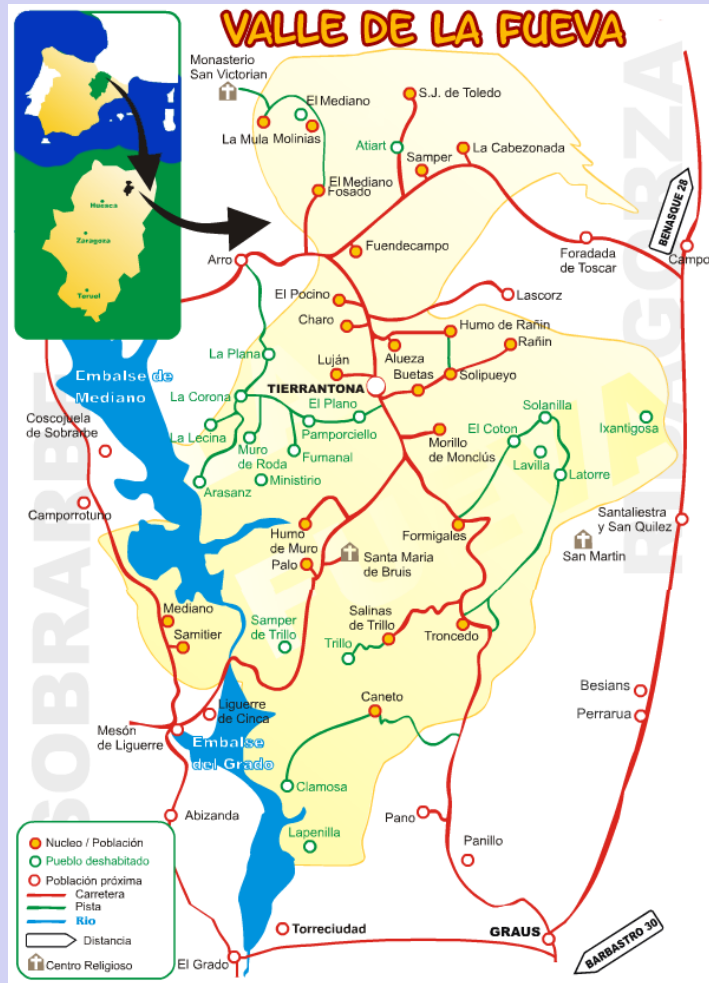 VALLE DE LA FUEVA
Monasterio
San Victorian
El Mediano
La Mula
Molinias
S.J. de Toledo
Atiart
Samper
La Cabezonada
El Mediano
Fosado
BENASQUE 28
Huesca
Zaragoza
Teruel
Arro
Fuendecampo
Foradada
de Toscar
Campo
El Pocino
Lascorz
Charo
Humo de Rañin
Rañin
La Plana
Luján
Alueza
Buetas
Solipueyo
TIERRANTONA
Embalse de
Mediano
La Corona
El Plano
Solanilla
Coscojuela
de Sobrarbe
La Lecina
Muro
de Roda
Pamporciello
Fumanal
Morillo
de Monclús
El Coton
Ixantigosa
Lavilla
Latorre
Arasanz
Ministirio
Camporrotuno
Humo
de Muro
Palo
Santa Maria
de Bruis
Formigales
San Martin
Santaliestra
y San Quilez
Mediano
Samitier
Samper
de Trillo
Salinas
de Trillo
Trillo
Troncedo
SOBRARBE
FUEVA
RIBAGORZA
Caneto
Besians
Perrarua
Liguerre
de Cinca
Mesón
de Liguerre
Embalse
del Grado
Clamosa
Abizanda
Pano
Lapenilla
Panillo
Nucleo / Población
Pueblo deshabitado
Población próxima
Carretera
Pista
Rio
Distancia
Centro Religioso
Torreciudad
GRAUS
El Grado
BARBASTRO 30